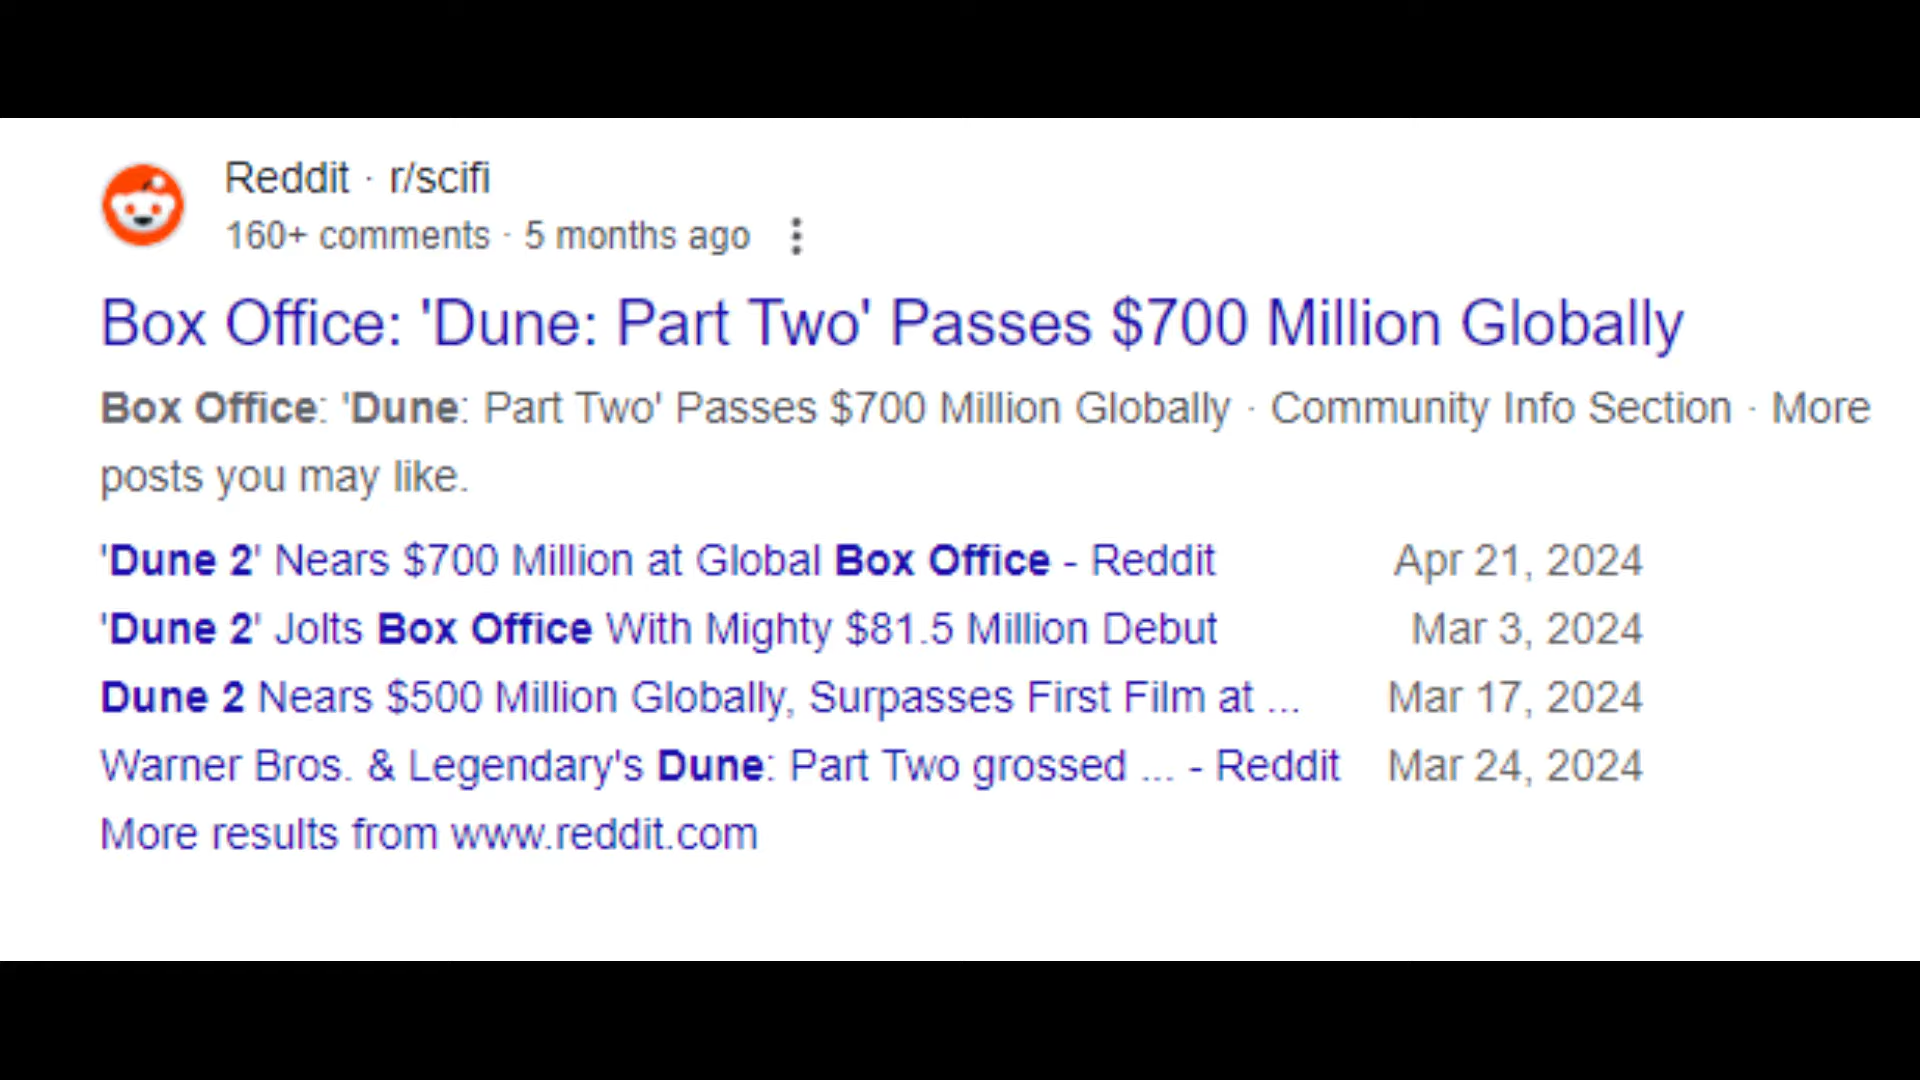 Reddit · r/scifi
160+ comments · 5 months ago
Box Office: 'Dune: Part Two' Passes $700 Million Globally
Box Office: 'Dune: Part Two' Passes $700 Million Globally · Community Info Section · More
posts you may like.
'Dune 2' Nears $700 Million at Global Box Office - Reddit Apr 21, 2024
'Dune 2' Jolts Box Office With Mighty $81.5 Million Debut Mar 3, 2024
Dune 2 Nears $500 Million Globally, Surpasses First Film at ... Mar 17, 2024
Warner Bros. & Legendary's Dune: Part Two grossed ... - Reddit Mar 24, 2024
More results from www.reddit.com